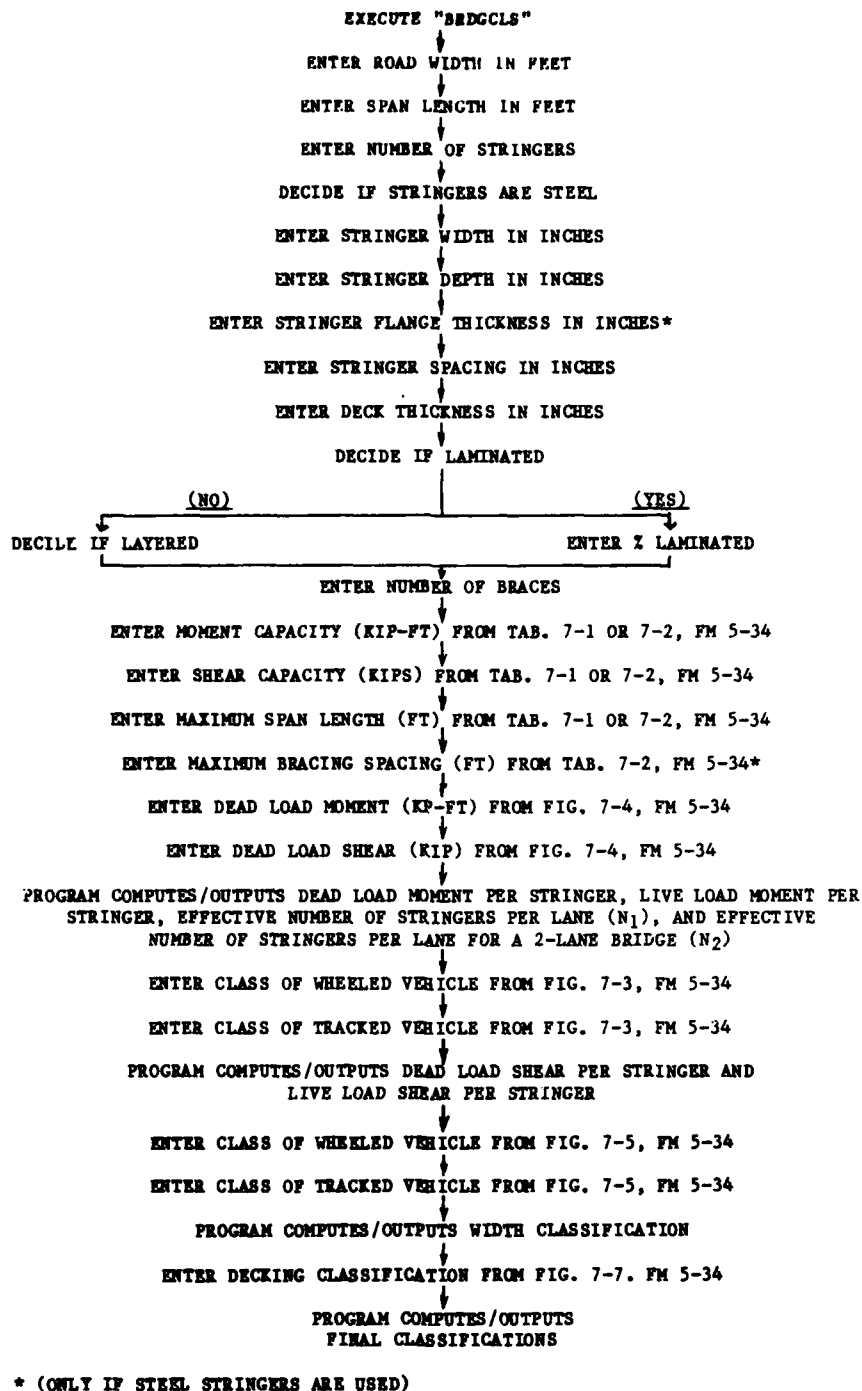 EXECUTE "BRDGCLS"
ENTER ROAD WIDTH IN FEET
ENTER SPAN LENGTH IN FEET
ENTER NUMBER OF STRINGERS
DECIDE IF STRINGERS ARE STEEL
ENTER STRINGER WIDTH IN INCHES
ENTER STRINGER DEPTH IN INCHES
ENTER STRINGER FLANGE THICKNESS IN INCHES*
ENTER STRINGER SPACING IN INCHES
ENTER DECK THICKNESS IN INCHES
DECIDE IF LAMINATED
(NO) (YES)
DECILE IF LAYERED ENTER % LAMINATED
ENTER NUMBER OF BRACES
ENTER MOMENT CAPACITY (KIP-FT) FROM TAB. 7-1 OR 7-2, FM 5-34
ENTER SHEAR CAPACITY (KIPS) FROM TAB. 7-1 OR 7-2, FM 5-34
ENTER MAXIMUM SPAN LENGTH (FT) FROM TAB. 7-1 OR 7-2, FM 5-34
ENTER MAXIMUM BRACING SPACING (FT) FROM TAB. 7-2, FM 5-34*
ENTER DEAD LOAD MOMENT (KP-FT) FROM FIG. 7-4, FM 5-34
ENTER DEAD LOAD SHEAR (KIP) FROM FIG. 7-4, FM 5-34
PROGRAM COMPUTES/OUTPUTS DEAD LOAD MOMENT PER STRINGER, LIVE LOAD MOMENT PER
STRINGER, EFFECTIVE NUMBER OF STRINGERS PER LANE (N1), AND EFFECTIVE
NUMBER OF STRINGERS PER LANE FOR A 2-LANE BRIDGE (N2)
ENTER CLASS OF WHEELED VEHICLE FROM FIG. 7-3, FM 5-34
ENTER CLASS OF TRACKED VEHICLE FROM FIG. 7-3, FM 5-34
PROGRAM COMPUTES/OUTPUTS DEAD LOAD SHEAR PER STRINGER AND
LIVE LOAD SHEAR PER STRINGER
ENTER CLASS OF WHEELED VEHICLE FROM FIG. 7-5, FM 5-34
ENTER CLASS OF TRACKED VEHICLE FROM FIG. 7-5, FM 5-34
PROGRAM COMPUTES/OUTPUTS WIDTH CLASSIFICATION
ENTER DECKING CLASSIFICATION FROM FIG. 7-7. FM 5-34
PROGRAM COMPUTES/OUTPUTS
FINAL CLASSIFICATIONS
* (ONLY IF STEEL STRINGERS ARE USED)